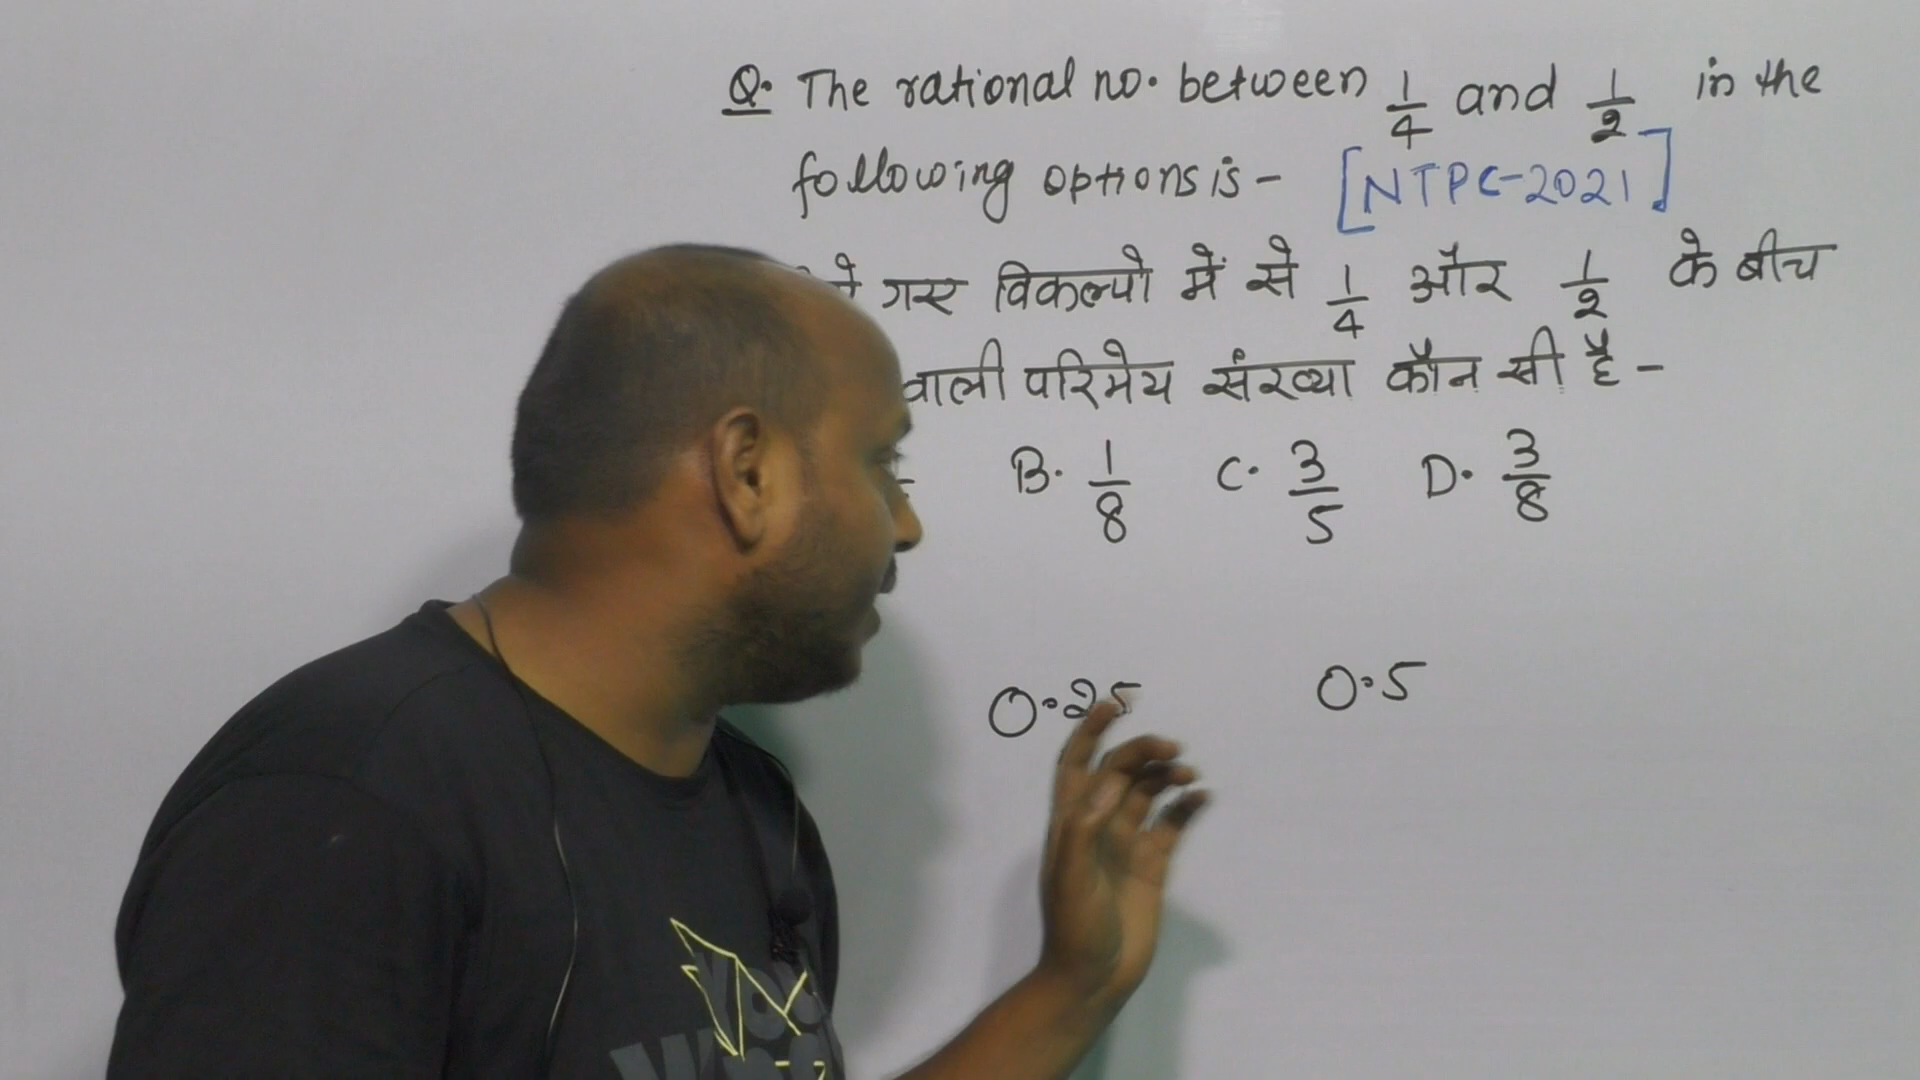 Q. The rational no. between 1/4 and 1/2 in the
following options is - [NTPC-2021]
गए विकल्पो में से 1/4 और 1/2 के बीच
वाली परिमेय संख्या कौन सी है -
B. 1/8 C. 3/5 D. 3/8
0.25 0.5